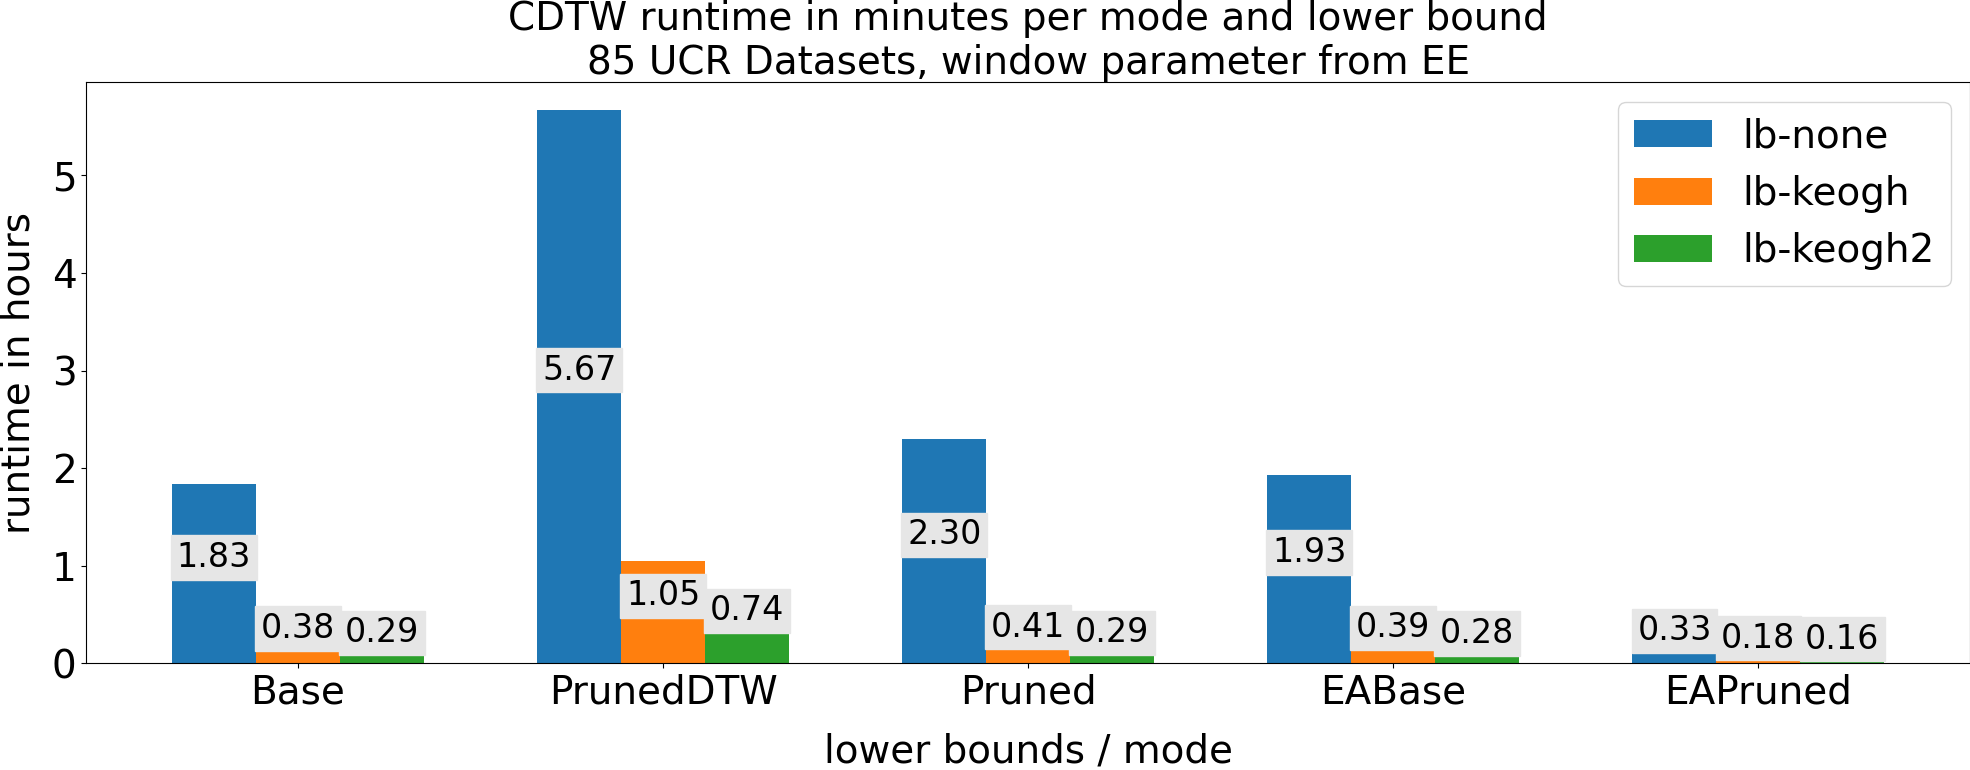 CDTW runtime in minutes per mode and lower bound
85 UCR Datasets, window parameter from EE
runtime in hours
5
4
3
2
1
0
lb-none
lb-keogh
lb-keogh2
1.83
0.38
0.29
5.67
1.05
0.74
2.30
0.41
0.29
1.93
0.39
0.28
0.33
0.18
0.16
Base
PrunedDTW
Pruned
EABase
EAPruned
lower bounds / mode